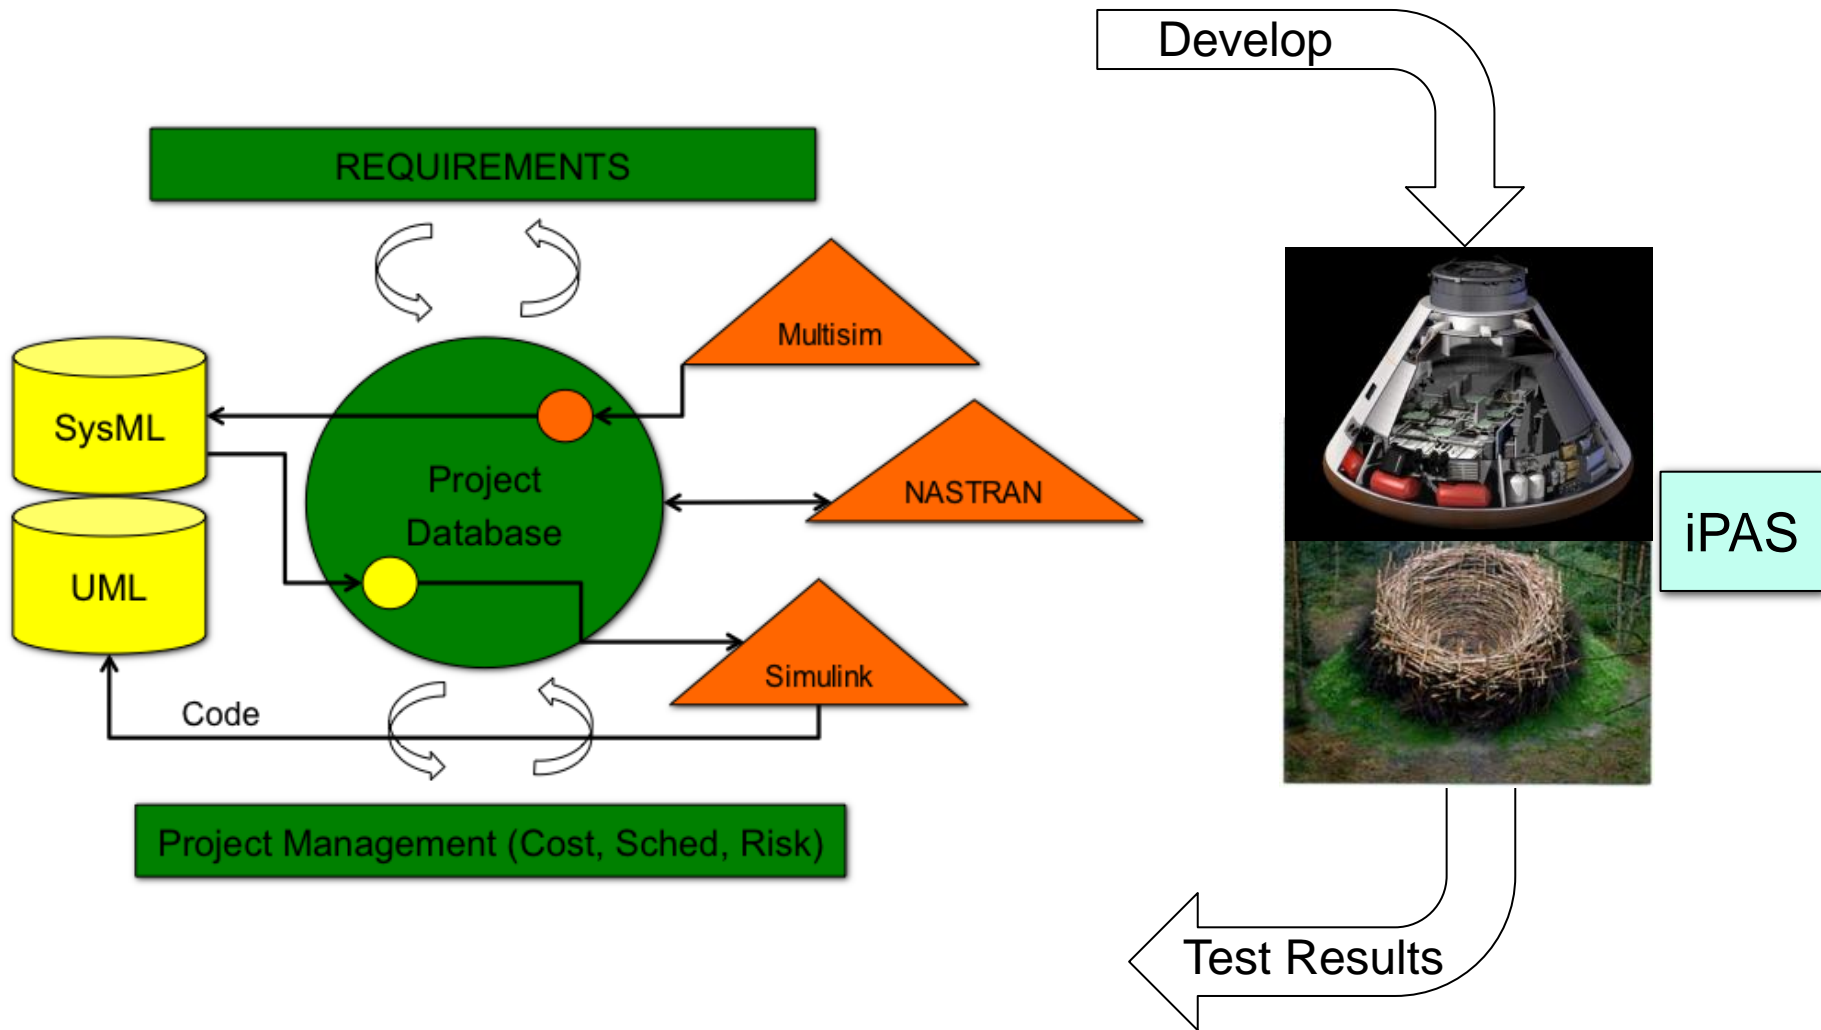 Develop
REQUIREMENTS
Multisim
SysML
Project
Database
NASTRAN
iPAS
UML
Simulink
Code
Project Management (Cost, Sched, Risk)
Test Results